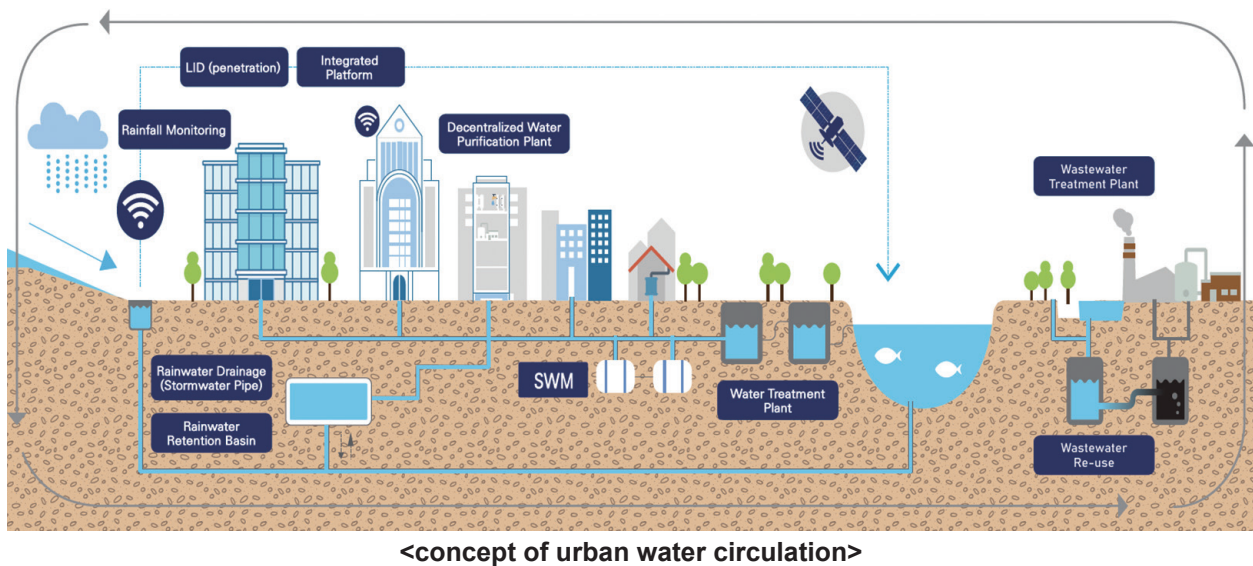 LID (penetration)
Integrated
Platform
Rainfall Monitoring
Decentralized Water
Purification Plant
Wastewater
Treatment Plant
Rainwater Drainage
(Stormwater Pipe)
SWM
Water Treatment
Plant
Rainwater
Retention Basin
Wastewater
Re-use
<concept of urban water circulation>